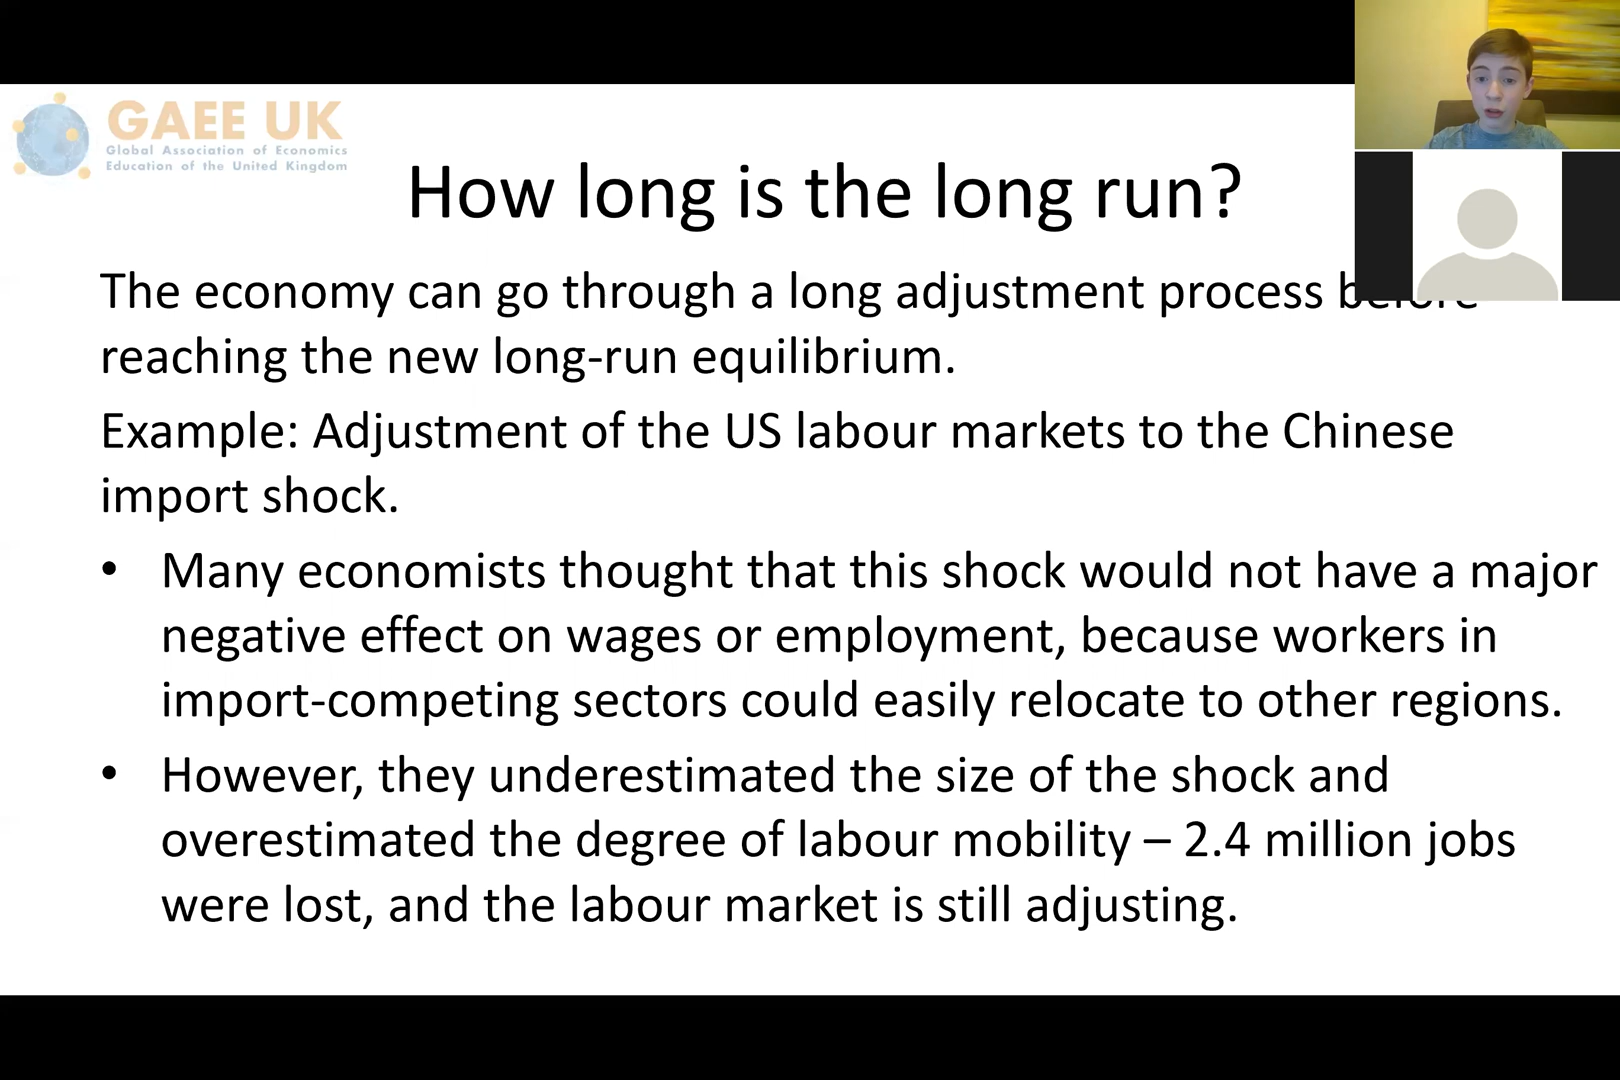 GAEE UK
Global Association of Economics
Education of the United Kingdom
How long is the long run?
The economy can go through a long adjustment process before
reaching the new long-run equilibrium.
Example: Adjustment of the US labour markets to the Chinese
import shock.
• Many economists thought that this shock would not have a major
negative effect on wages or employment, because workers in
import-competing sectors could easily relocate to other regions.
• However, they underestimated the size of the shock and
overestimated the degree of labour mobility – 2.4 million jobs
were lost, and the labour market is still adjusting.